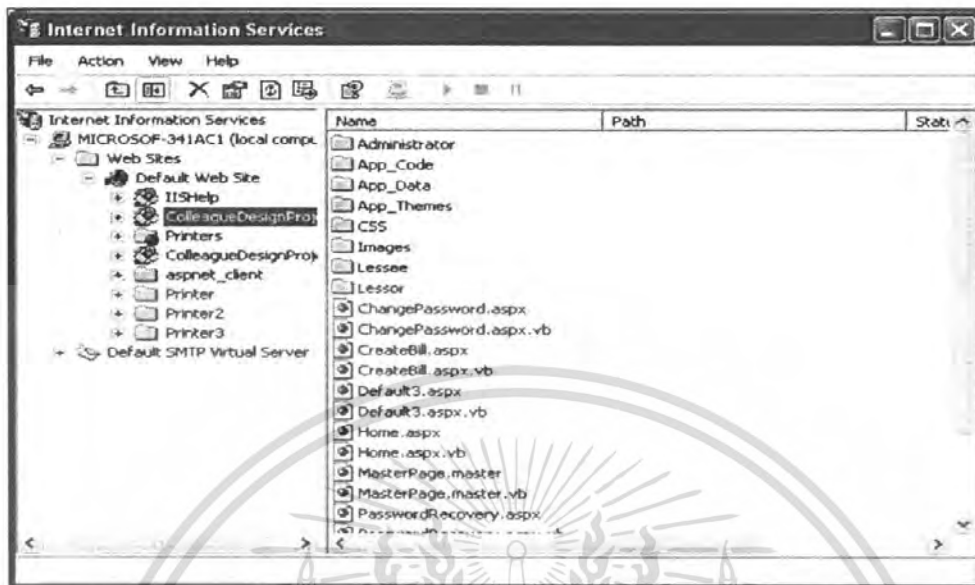 Internet Information Services
File Action View Help
Internet Information Services
MICROSOF-341AC1 (local compu
Web Sites
Default Web Site
IISHelp
ColleagueDesignProj
Printers
ColleagueDesignProj
aspnet_client
Printer
Printer2
Printer3
Default SMTP Virtual Server
Name Path Statu
Administrator
App_Code
App_Data
App_Themes
CSS
Images
Lessee
Lessor
ChangePassword.aspx
ChangePassword.aspx.vb
CreateBill.aspx
CreateBill.aspx.vb
Default3.aspx
Default3.aspx.vb
Home.aspx
Home.aspx.vb
MasterPage.master
MasterPage.master.vb
PasswordRecovery.aspx